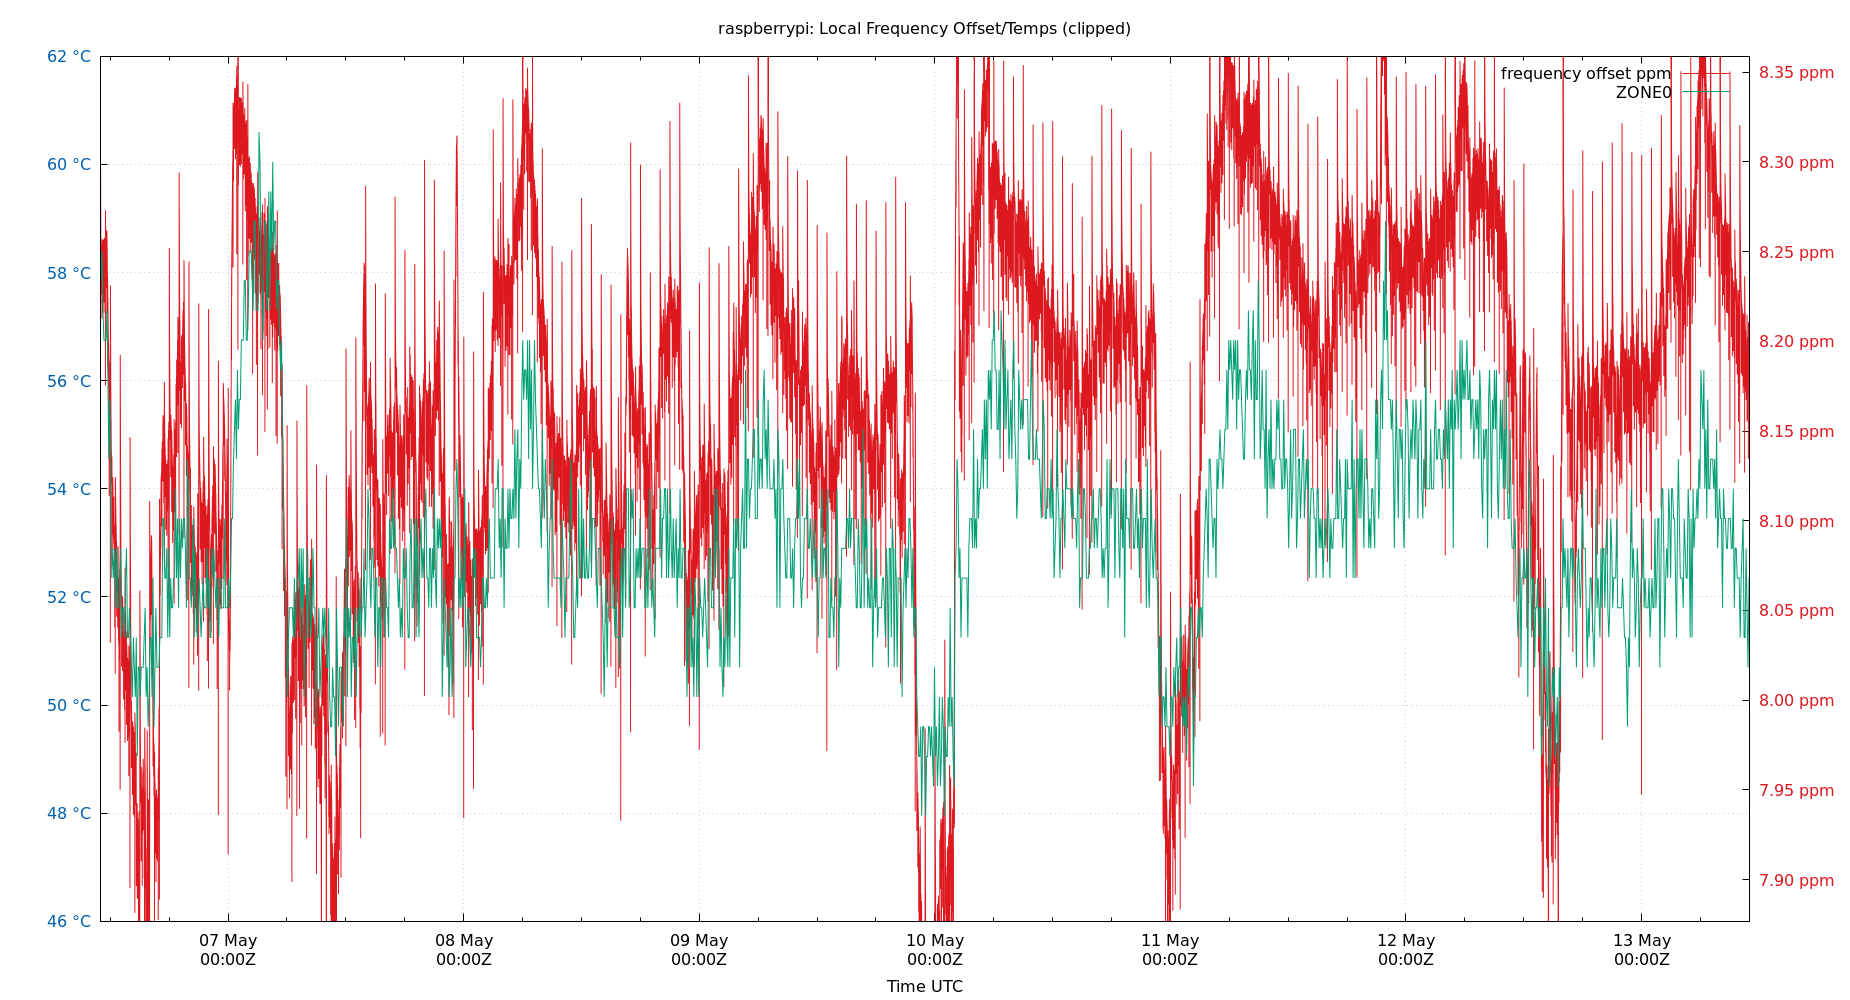 raspberrypi: Local Frequency Offset/Temps (clipped)
62 °C
60 °C
58 °C
56 °C
54 °C
52 °C
50 °C
48 °C
46 °C
frequency offset ppm
ZONE0
8.35 ppm
8.30 ppm
8.25 ppm
8.20 ppm
8.15 ppm
8.10 ppm
8.05 ppm
8.00 ppm
7.95 ppm
7.90 ppm
07 May
00:00Z
08 May
00:00Z
09 May
00:00Z
10 May
00:00Z
11 May
00:00Z
12 May
00:00Z
13 May
00:00Z
Time UTC